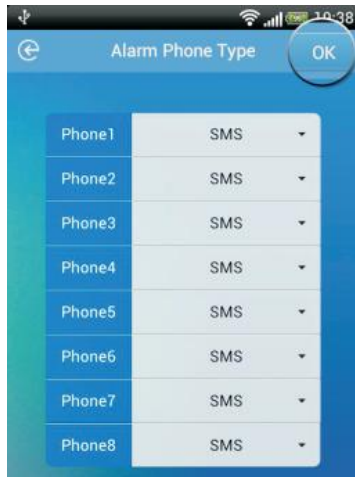 10:38
Alarm Phone Type OK
Phone1 SMS
Phone2 SMS
Phone3 SMS
Phone4 SMS
Phone5 SMS
Phone6 SMS
Phone7 SMS
Phone8 SMS